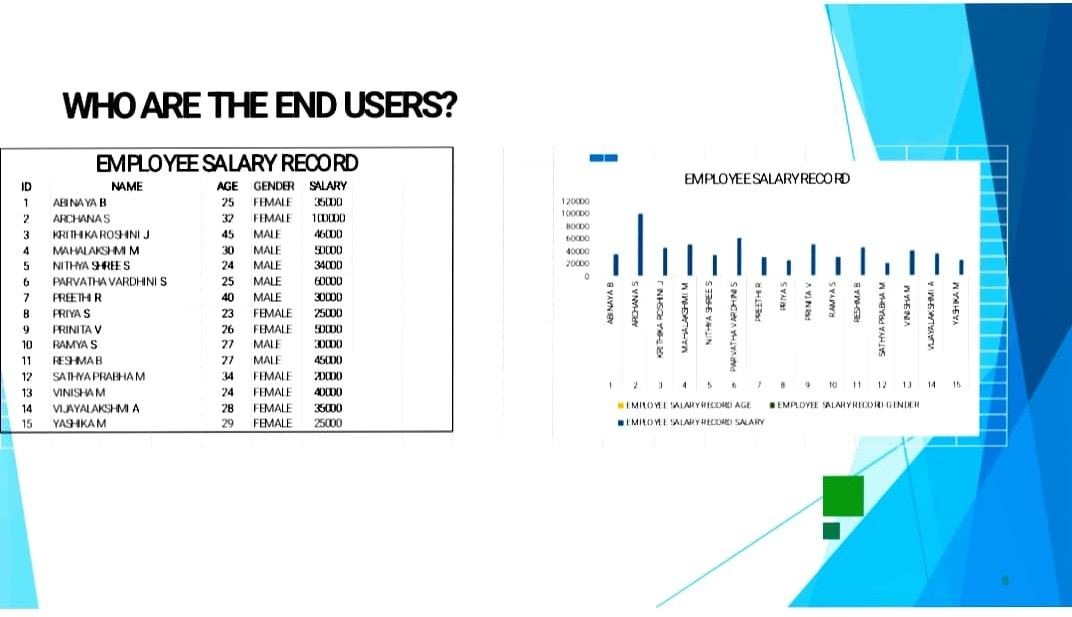 WHO ARE THE END USERS?
EMPLOYEE SALARY RECORD
ID NAME AGE GENDER SALARY
1 ABINAYA B 25 FEMALE 35000
2 ARCHANA S 32 FEMALE 100000
3 KRITHIKA ROSHINI J 45 MALE 46000
4 MAHALAKSHMI M 30 MALE 50000
5 NITHYA SHREE S 24 MALE 34000
6 PARVATHA VARDHINI S 25 MALE 60000
7 PREETHI R 40 MALE 30000
8 PRIYA S 23 FEMALE 25000
9 PRINITA V 26 MALE 50000
10 RAMYA S 27 MALE 30000
11 RESHMA B 27 MALE 45000
12 SATHYA PRABHA M 34 FEMALE 20000
13 VINISHA M 24 FEMALE 40000
14 VIJAYALAKSHMI A 28 FEMALE 35000
15 YASHIKA M 29 FEMALE 25000
EMPLOYEE SALARY RECORD
120000
100000
80000
60000
40000
20000
0
ABINAYA B
ARCHANA S
KRITHIKA ROSHINI J
MAHALAKSHMI M
NITHYA SHREE S
PARVATHA VARDHINI S
PREETHI R
PRIYA S
PRINITA V
RAMYA S
RESHMA B
SATHYA PRABHA M
VINISHA M
VIJAYALAKSHMI A
YASHIKA M
1 2 3 4 5 6 7 8 9 10 11 12 13 14 15
EMPLOYEE SALARY RECORD AGE EMPLOYEE SALARY RECORD GENDER
EMPLOYEE SALARY RECORD SALARY